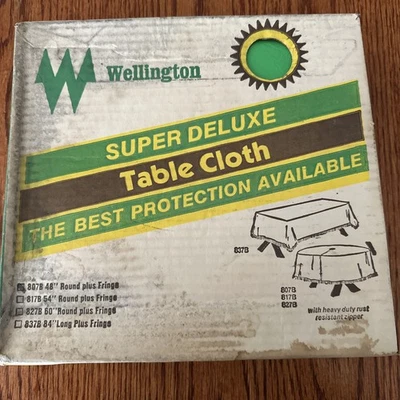 Wellington
SUPER DELUXE
Table Cloth
THE BEST PROTECTION AVAILABLE
837B
807B 48" Round plus Fringe
817B 54" Round plus Fringe
827B 60" Round plus Fringe
837B 84" Long Plus Fringe
807B
817B
827B
with heavy duty rust
resistant zipper